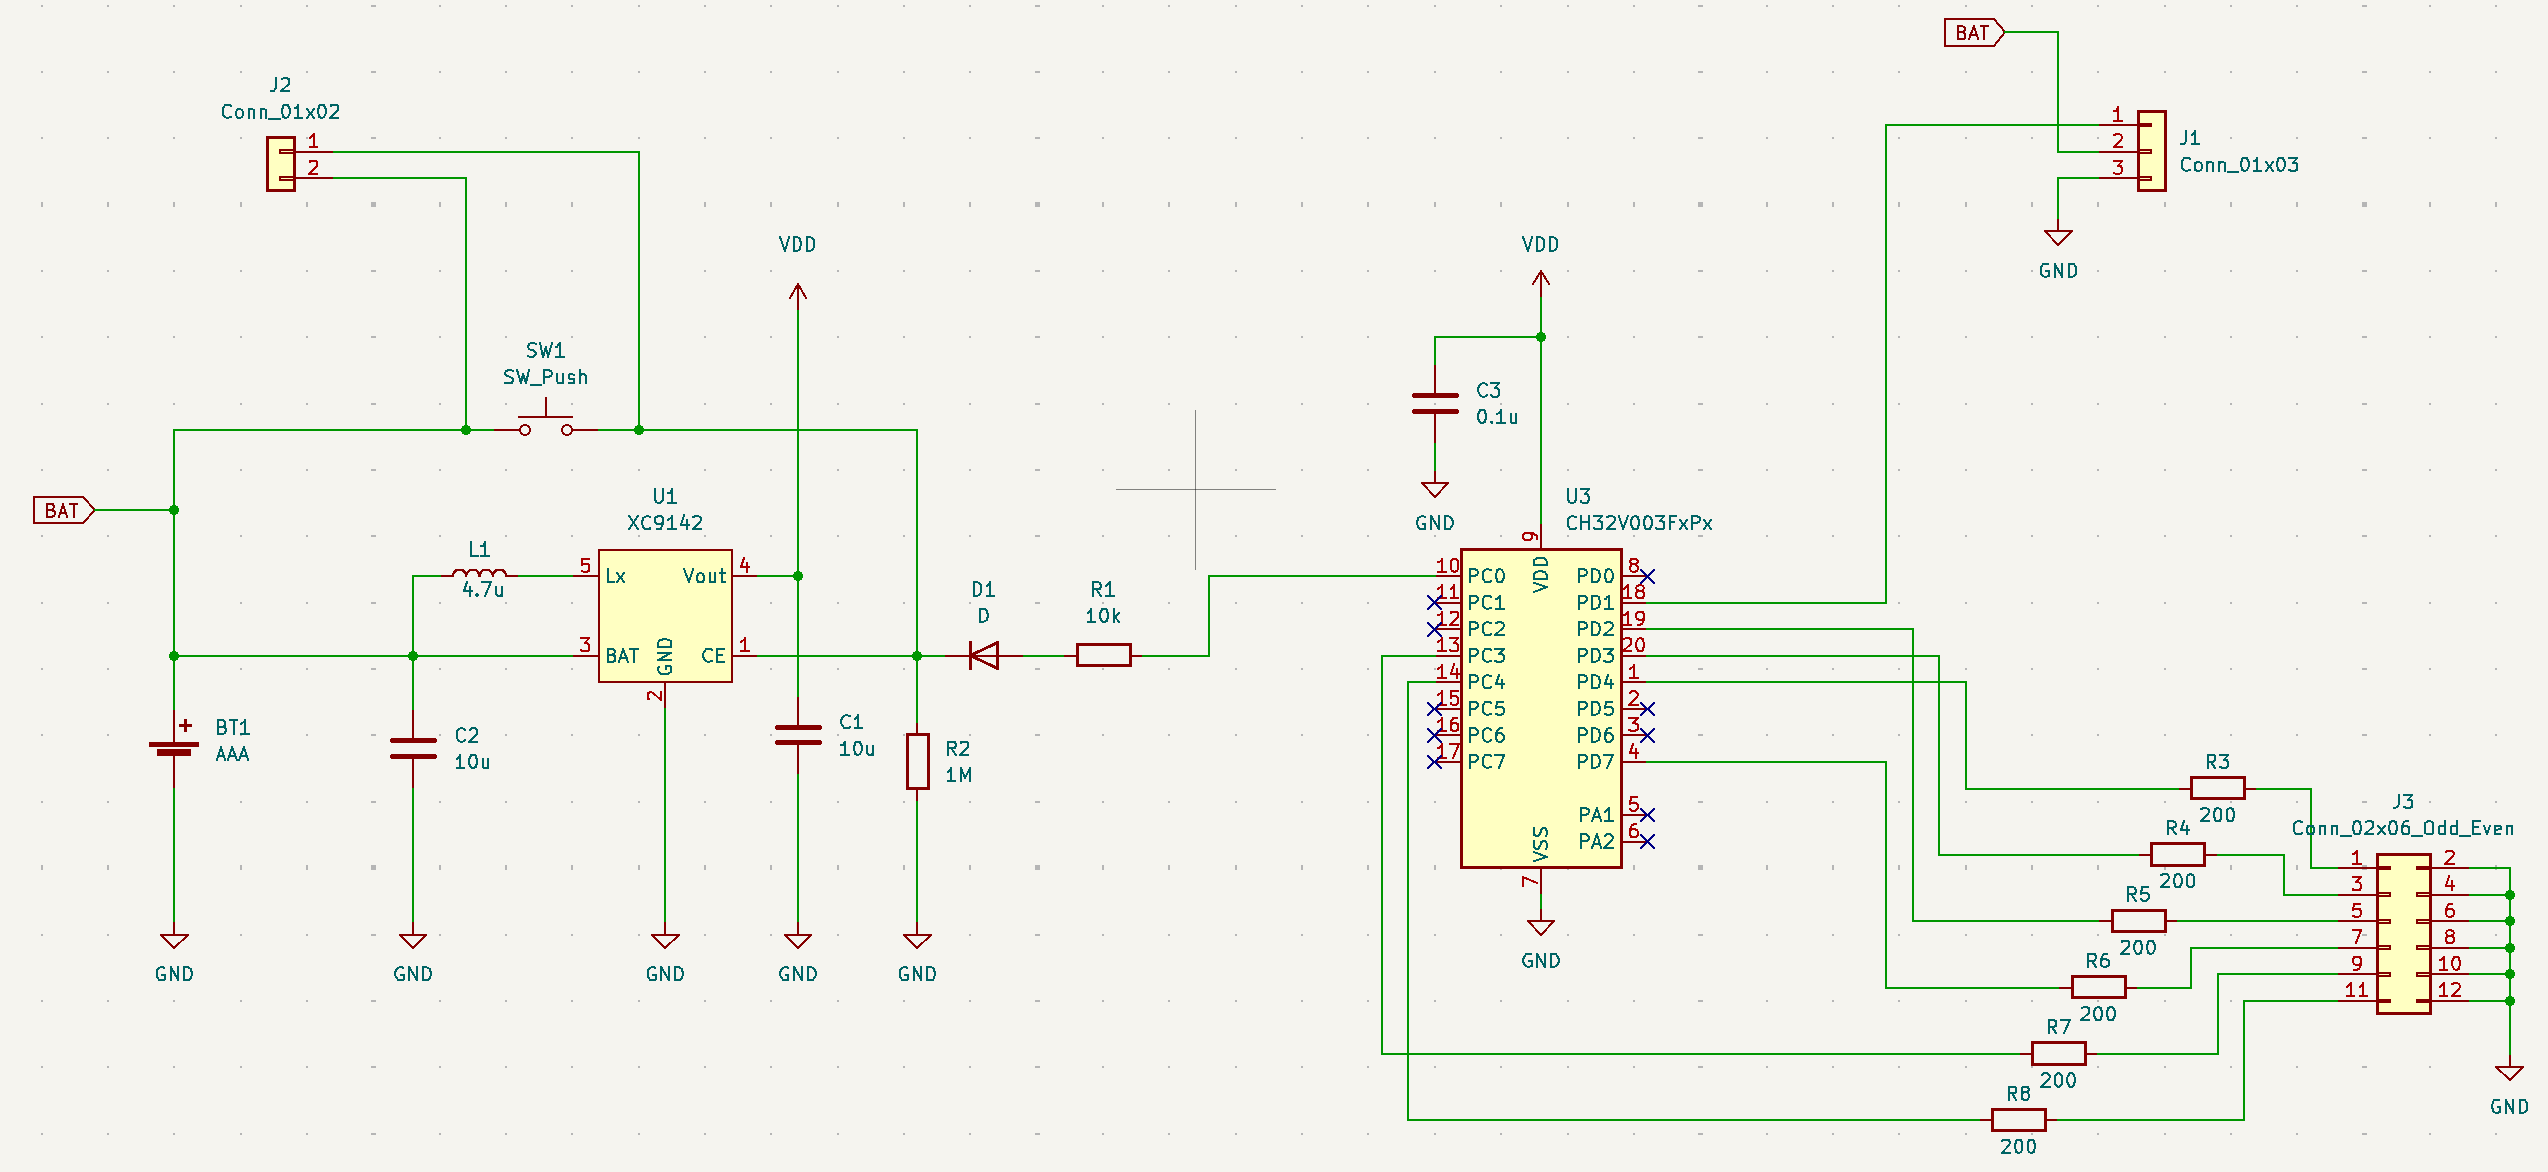 BAT
J2
Conn_01x02
1
2
J1
Conn_01x03
1
2
3
GND
VDD
VDD
SW1
SW_Push
C3
0.1u
GND
BAT
U1
XC9142
L1
4.7u
5 Lx Vout 4
3 BAT GND CE 1
2
D1
D
R1
10k
U3
CH32V003FxPx
9
VDD
10 PC0 PD0 8
11 PC1 PD1 18
12 PC2 PD2 19
13 PC3 PD3 20
14 PC4 PD4 1
15 PC5 PD5 2
16 PC6 PD6 3
17 PC7 PD7 4
PA1 5
PA2 6
VSS
7
GND
BT1
AAA
C2
10u
C1
10u
R2
1M
GND
GND
GND
GND
GND
R3
200
R4
200
R5
200
R6
200
R7
200
R8
200
J3
Conn_02x06_Odd_Even
1 2
3 4
5 6
7 8
9 10
11 12
GND